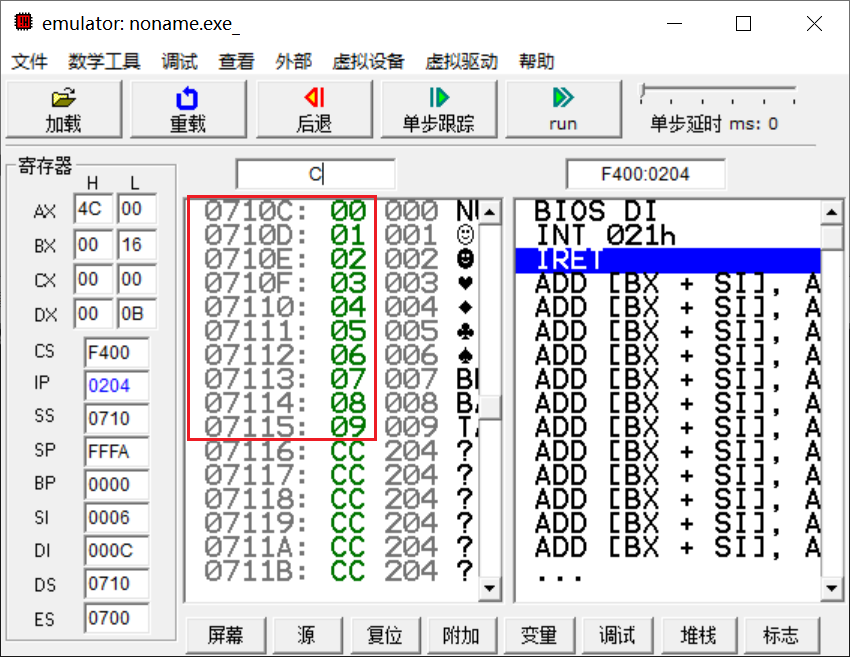 emulator: noname.exe_
文件 数学工具 调试 查看 外部 虚拟设备 虚拟驱动 帮助
加载 重载 后退 单步跟踪 run 单步延时 ms: 0
寄存器 C F400:0204
H L
AX 4C 00
BX 00 16
CX 00 00
DX 00 0B
CS F400
IP 0204
SS 0710
SP FFFA
BP 0000
SI 0006
DI 000C
DS 0710
ES 0700
0710C: 00 000 NU
0710D: 01 001 ☺
0710E: 02 002 ☻
0710F: 03 003 ♥
07110: 04 004 ♦
07111: 05 005 ♣
07112: 06 006 ♠
07113: 07 007 BE
07114: 08 008 BA
07115: 09 009 TA
07116: CC 204 ?
07117: CC 204 ?
07118: CC 204 ?
07119: CC 204 ?
0711A: CC 204 ?
0711B: CC 204 ?
BIOS DI
INT 021h
IRET
ADD [BX + SI], A
ADD [BX + SI], A
ADD [BX + SI], A
ADD [BX + SI], A
ADD [BX + SI], A
ADD [BX + SI], A
ADD [BX + SI], A
ADD [BX + SI], A
ADD [BX + SI], A
ADD [BX + SI], A
ADD [BX + SI], A
ADD [BX + SI], A
...
屏幕 源 复位 附加 变量 调试 堆栈 标志